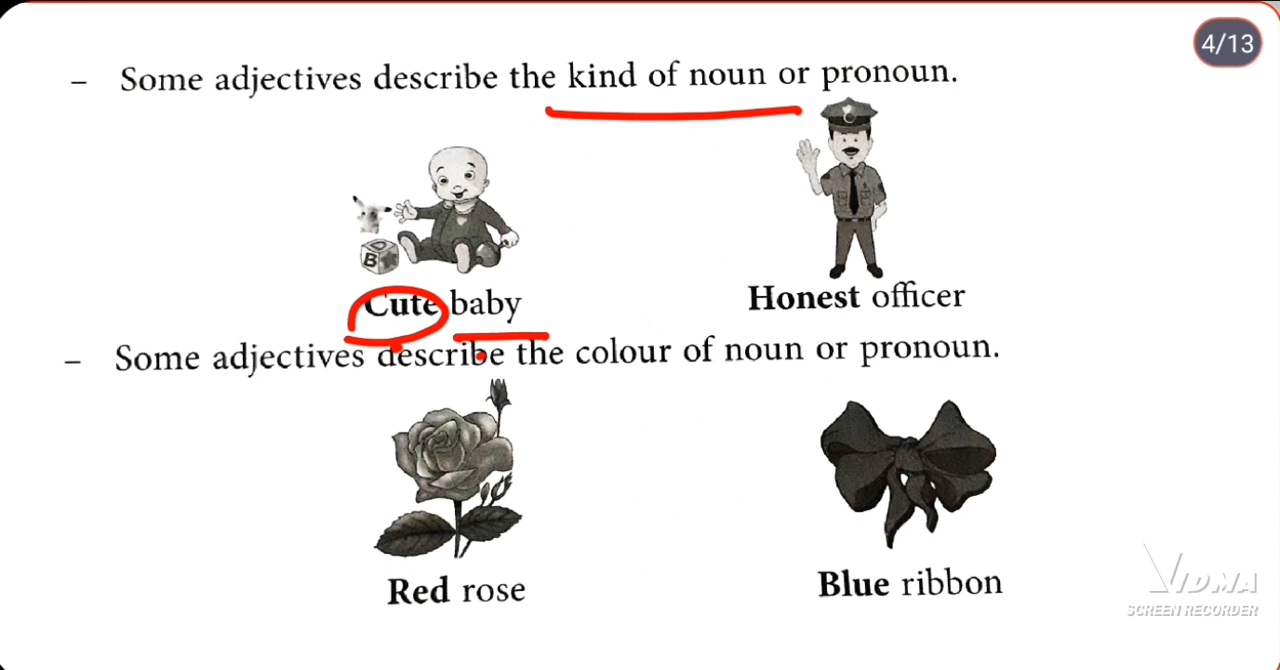 4/13
– Some adjectives describe the kind of noun or pronoun.
B
Cute baby
Honest officer
– Some adjectives describe the colour of noun or pronoun.
Red rose
Blue ribbon
VIDMA
SCREEN RECORDER